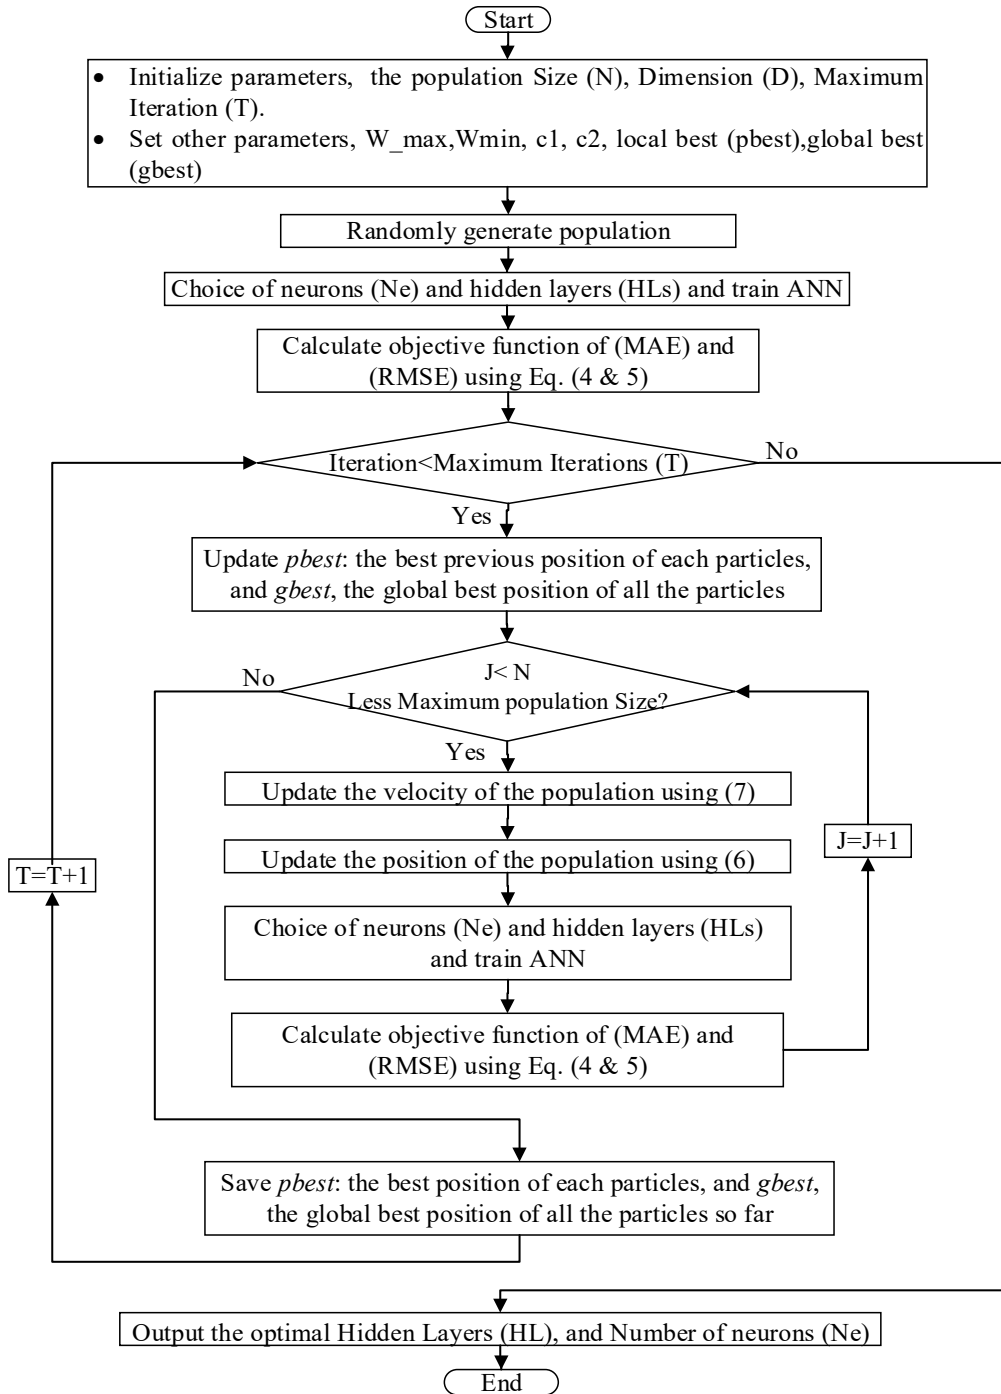 Start
• Initialize parameters, the population Size (N), Dimension (D), Maximum
Iteration (T).
• Set other parameters, W_max,Wmin, c1, c2, local best (pbest),global best
(gbest)
Randomly generate population
Choice of neurons (Ne) and hidden layers (HLs) and train ANN
Calculate objective function of (MAE) and
(RMSE) using Eq. (4 & 5)
Iteration<Maximum Iterations (T)
No
Yes
Update pbest: the best previous position of each particles,
and gbest, the global best position of all the particles
No
J< N
Less Maximum population Size?
Yes
Update the velocity of the population using (7)
J=J+1
Update the position of the population using (6)
T=T+1
Choice of neurons (Ne) and hidden layers (HLs)
and train ANN
Calculate objective function of (MAE) and
(RMSE) using Eq. (4 & 5)
Save pbest: the best position of each particles, and gbest,
the global best position of all the particles so far
Output the optimal Hidden Layers (HL), and Number of neurons (Ne)
End